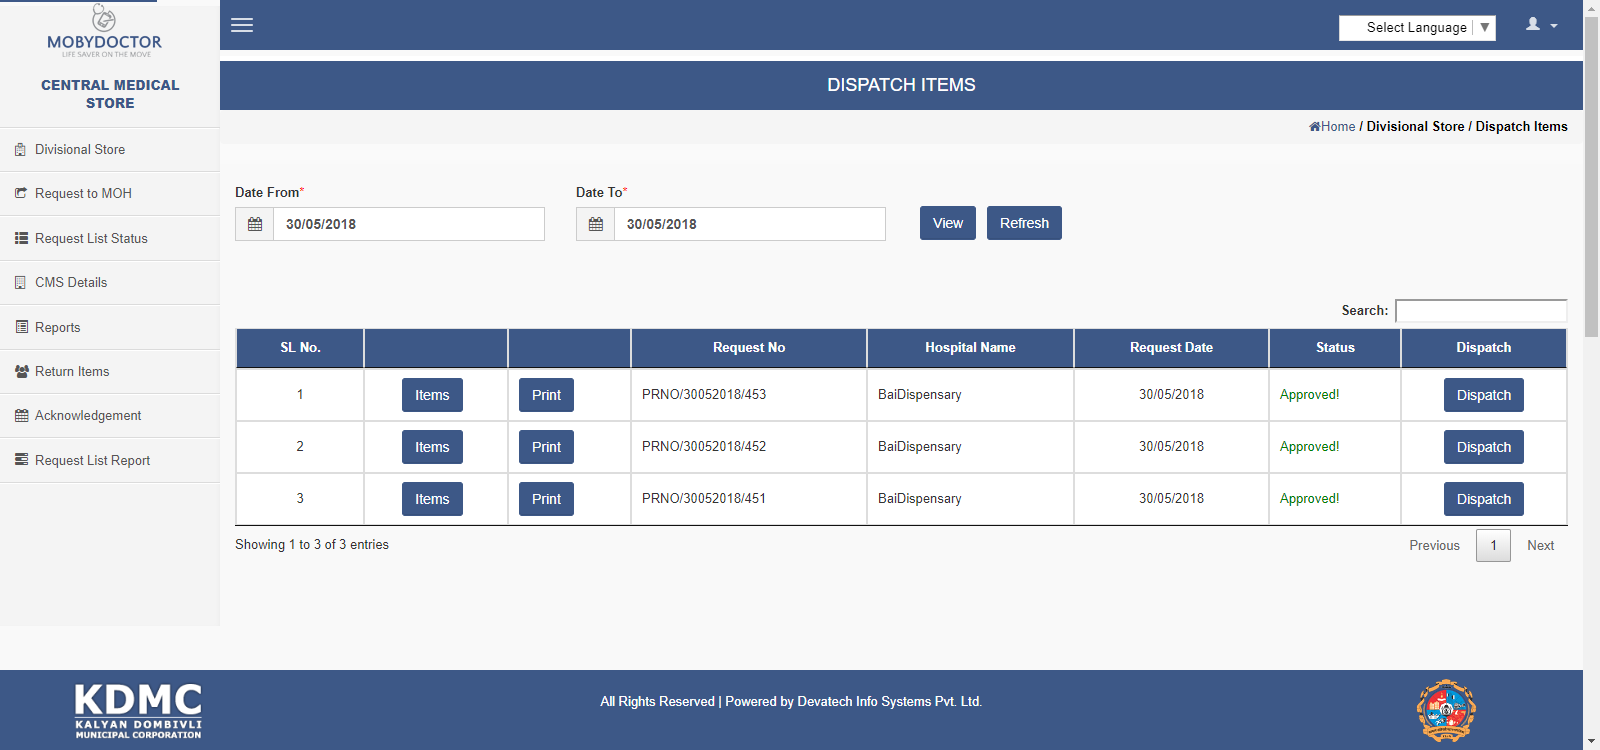 MOBYDOCTOR
LIFE SAVER ON THE MOVE
CENTRAL MEDICAL
STORE
Divisional Store
Request to MOH
Request List Status
CMS Details
Reports
Return Items
Acknowledgement
Request List Report
Select Language ▼
DISPATCH ITEMS
Home / Divisional Store / Dispatch Items
Date From* Date To*
30/05/2018 30/05/2018 View Refresh
Search:
SL No. Request No Hospital Name Request Date Status Dispatch
1 Items Print PRNO/30052018/453 BaiDispensary 30/05/2018 Approved! Dispatch
2 Items Print PRNO/30052018/452 BaiDispensary 30/05/2018 Approved! Dispatch
3 Items Print PRNO/30052018/451 BaiDispensary 30/05/2018 Approved! Dispatch
Showing 1 to 3 of 3 entries Previous 1 Next
KDMC
KALYAN DOMBIVLI
MUNICIPAL CORPORATION
All Rights Reserved | Powered by Devatech Info Systems Pvt. Ltd.